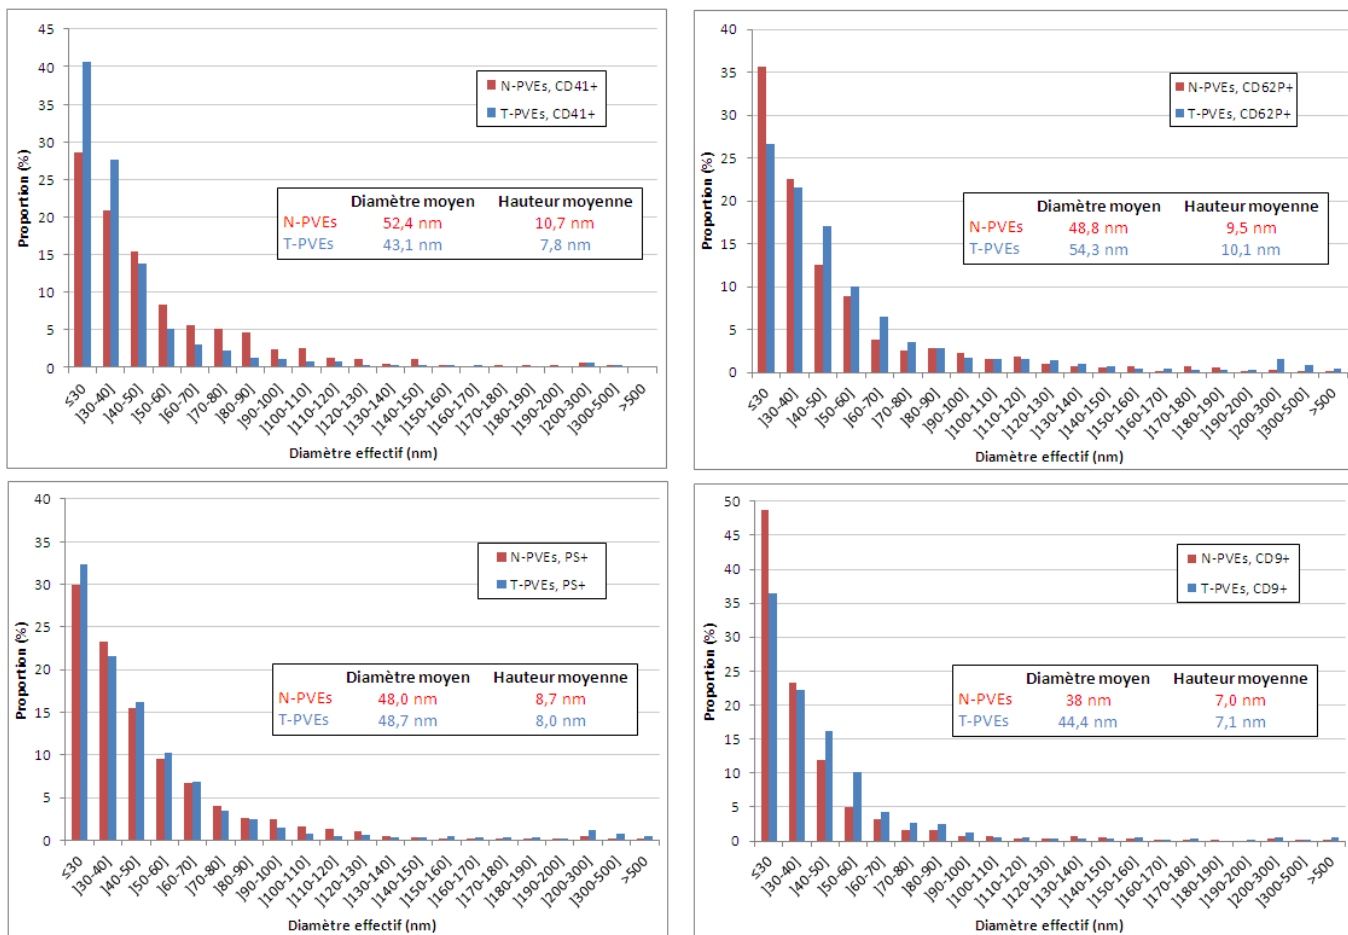 45
40
35
30
25
20
15
10
5
0
Proportion (%)
N-PVEs, CD41+
T-PVEs, CD41+
Diamètre moyen Hauteur moyenne
N-PVEs 52,4 nm 10,7 nm
T-PVEs 43,1 nm 7,8 nm
≤30 ]30-40] ]40-50] ]50-60] ]60-70] ]70-80] ]80-90] ]90-100] ]100-110] ]110-120] ]120-130] ]130-140] ]140-150] ]150-160] ]160-170] ]170-180] ]180-190] ]190-200] ]200-300] ]300-500] >500
Diamètre effectif (nm)
40
35
30
25
20
15
10
5
0
Proportion (%)
N-PVEs, CD62P+
T-PVEs, CD62P+
Diamètre moyen Hauteur moyenne
N-PVEs 48,8 nm 9,5 nm
T-PVEs 54,3 nm 10,1 nm
≤30 ]30-40] ]40-50] ]50-60] ]60-70] ]70-80] ]80-90] ]90-100] ]100-110] ]110-120] ]120-130] ]130-140] ]140-150] ]150-160] ]160-170] ]170-180] ]180-190] ]190-200] ]200-300] ]300-500] >500
Diamètre effectif (nm)
40
35
30
25
20
15
10
5
0
Proportion (%)
N-PVEs, PS+
T-PVEs, PS+
Diamètre moyen Hauteur moyenne
N-PVEs 48,0 nm 8,7 nm
T-PVEs 48,7 nm 8,0 nm
≤30 ]30-40] ]40-50] ]50-60] ]60-70] ]70-80] ]80-90] ]90-100] ]100-110] ]110-120] ]120-130] ]130-140] ]140-150] ]150-160] ]160-170] ]170-180] ]180-190] ]190-200] ]200-300] ]300-500] >500
Diamètre effectif (nm)
50
45
40
35
30
25
20
15
10
5
0
Proportion (%)
N-PVEs, CD9+
T-PVEs, CD9+
Diamètre moyen Hauteur moyenne
N-PVEs 38 nm 7,0 nm
T-PVEs 44,4 nm 7,1 nm
≤30 ]30-40] ]40-50] ]50-60] ]60-70] ]70-80] ]80-90] ]90-100] ]100-110] ]110-120] ]120-130] ]130-140] ]140-150] ]150-160] ]160-170] ]170-180] ]180-190] ]190-200] ]200-300] ]300-500] >500
Diamètre effectif (nm)